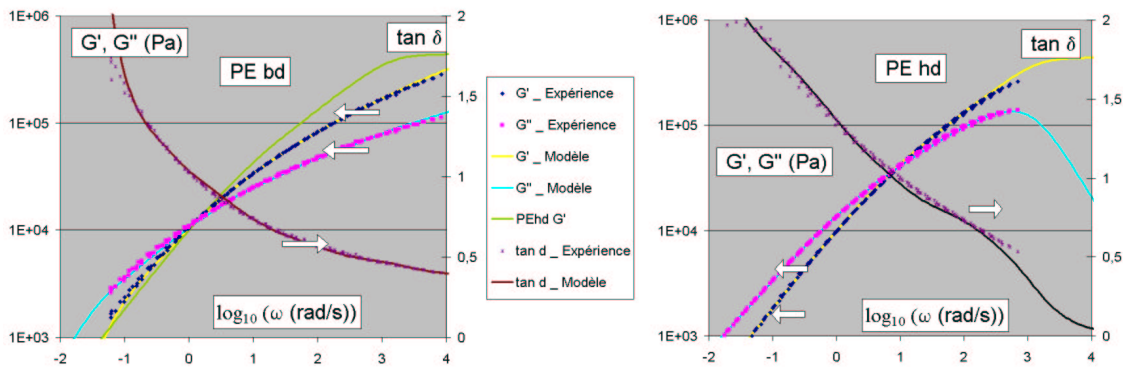 1E+06
1E+05
1E+04
1E+03
G', G'' (Pa)
PE bd
tan δ
2
1,5
1
0,5
0
log10 (ω (rad/s))
-2 -1 0 1 2 3 4
G' _ Expérience
G'' _ Expérience
G' _ Modèle
G'' _ Modèle
PEhd G'
tan d _ Expérience
tan d _ Modèle
1E+06
1E+05
1E+04
1E+03
PE hd
tan δ
G', G'' (Pa)
2
1,5
1
0,5
0
log10 (ω (rad/s))
-2 -1 0 1 2 3 4